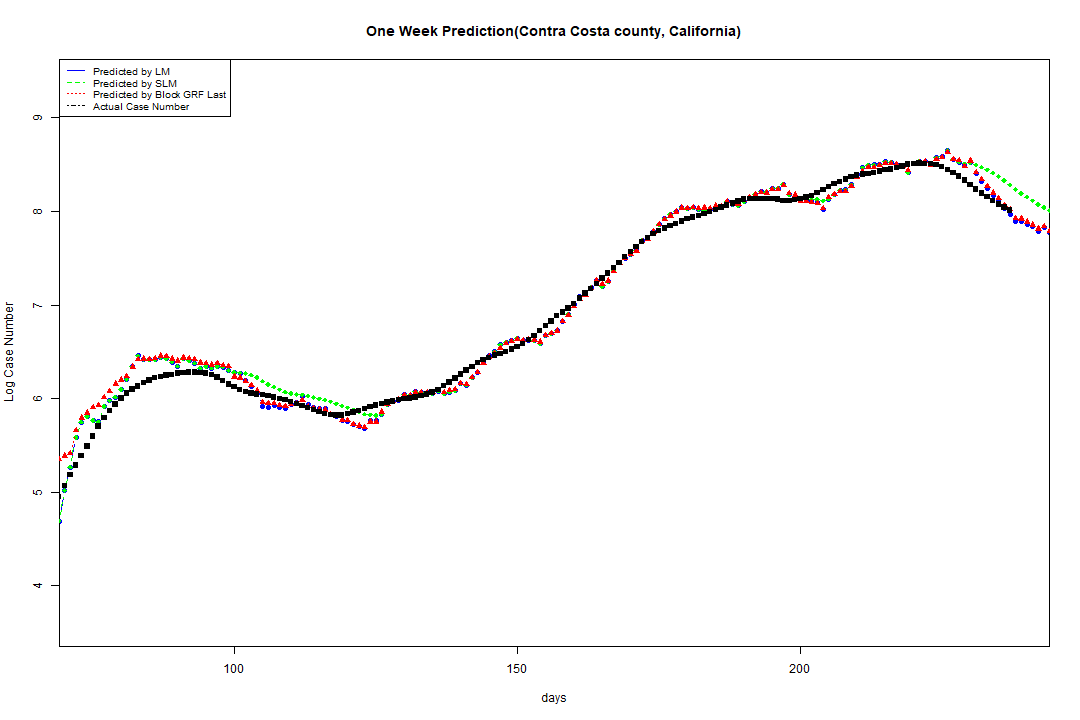 One Week Prediction(Contra Costa county, California)
Predicted by LM
Predicted by SLM
Predicted by Block GRF Last
Actual Case Number
Log Case Number
9
8
7
6
5
4
100 150 200
days